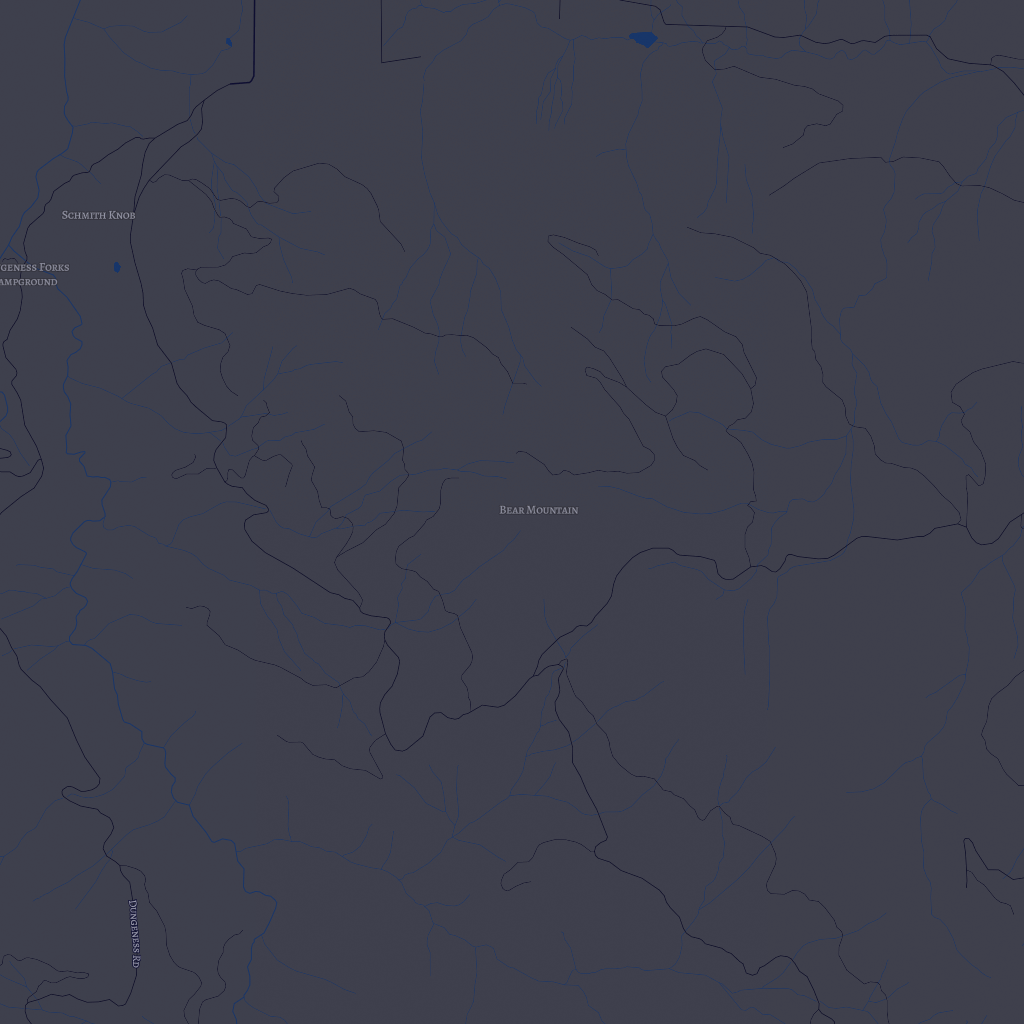 Schmith Knob
geness Forks
ampground
Bear Mountain
Dungeness Rd